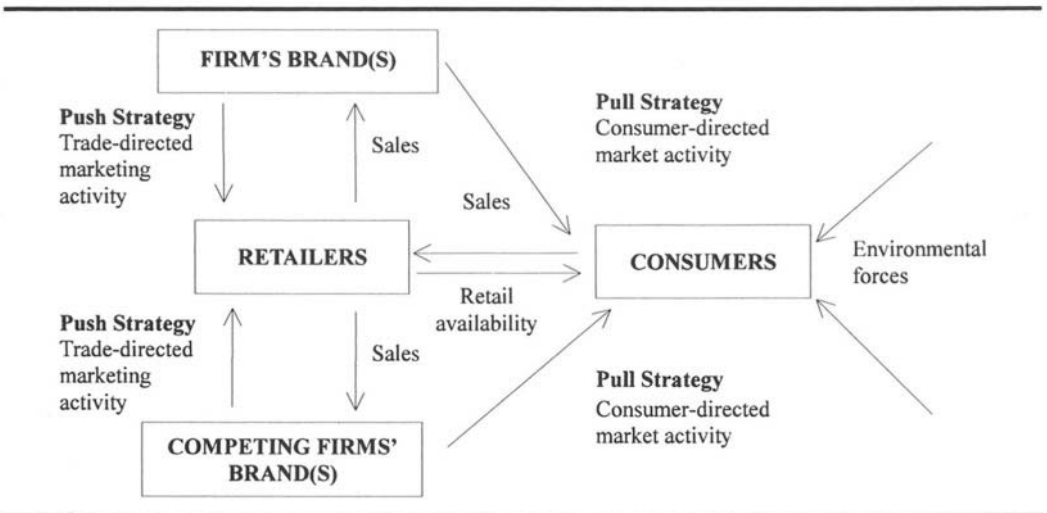 FIRM'S BRAND(S)
Push Strategy
Trade-directed
marketing
activity
Sales
Pull Strategy
Consumer-directed
market activity
Sales
RETAILERS
CONSUMERS
Environmental
forces
Retail
availability
Push Strategy
Trade-directed
marketing
activity
Sales
Pull Strategy
Consumer-directed
market activity
COMPETING FIRMS'
BRAND(S)